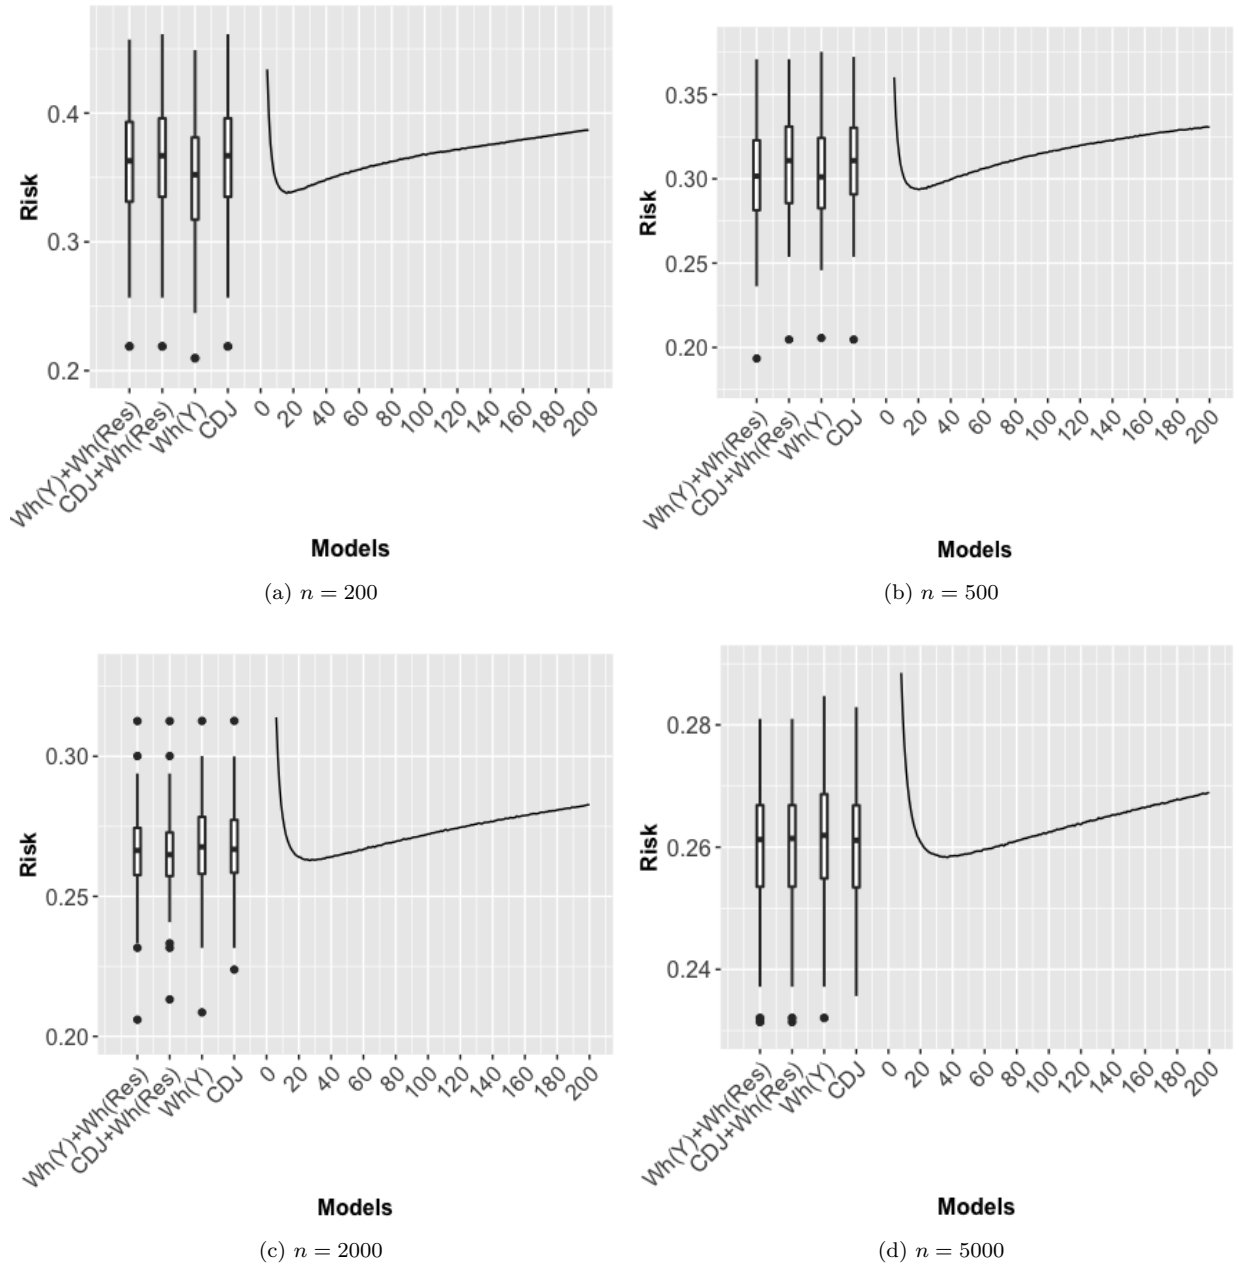 Risk
0.4
0.3
0.2
Wh(Y)+Wh(Res)
CDJ+Wh(Res)
Wh(Y)
CDJ
0
20
40
60
80
100
120
140
160
180
200
Models
(a) n = 200
Risk
0.35
0.30
0.25
0.20
Wh(Y)+Wh(Res)
CDJ+Wh(Res)
Wh(Y)
CDJ
0
20
40
60
80
100
120
140
160
180
200
Models
(b) n = 500
Risk
0.30
0.25
0.20
Wh(Y)+Wh(Res)
CDJ+Wh(Res)
Wh(Y)
CDJ
0
20
40
60
80
100
120
140
160
180
200
Models
(c) n = 2000
Risk
0.28
0.26
0.24
Wh(Y)+Wh(Res)
CDJ+Wh(Res)
Wh(Y)
CDJ
0
20
40
60
80
100
120
140
160
180
200
Models
(d) n = 5000